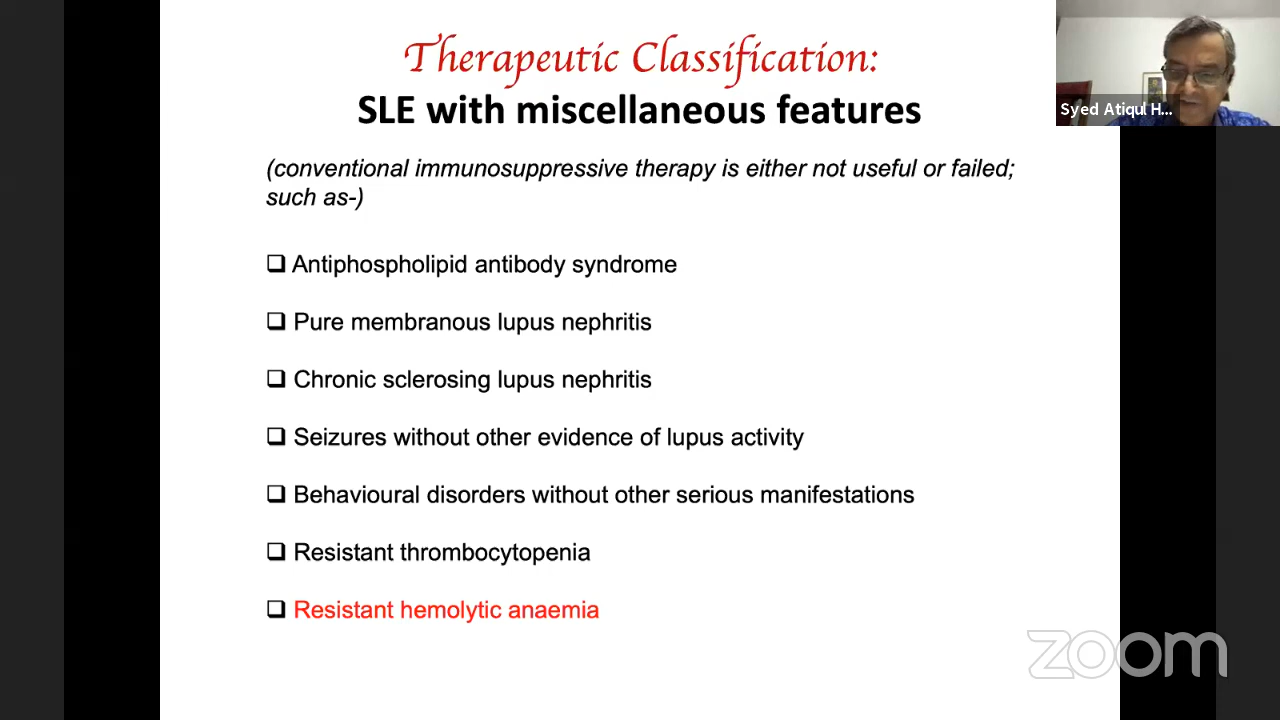 Therapeutic Classification:
SLE with miscellaneous features
(conventional immunosuppressive therapy is either not useful or failed;
such as-)
Antiphospholipid antibody syndrome
Pure membranous lupus nephritis
Chronic sclerosing lupus nephritis
Seizures without other evidence of lupus activity
Behavioural disorders without other serious manifestations
Resistant thrombocytopenia
Resistant hemolytic anaemia
Syed Atiqul H...
zoom